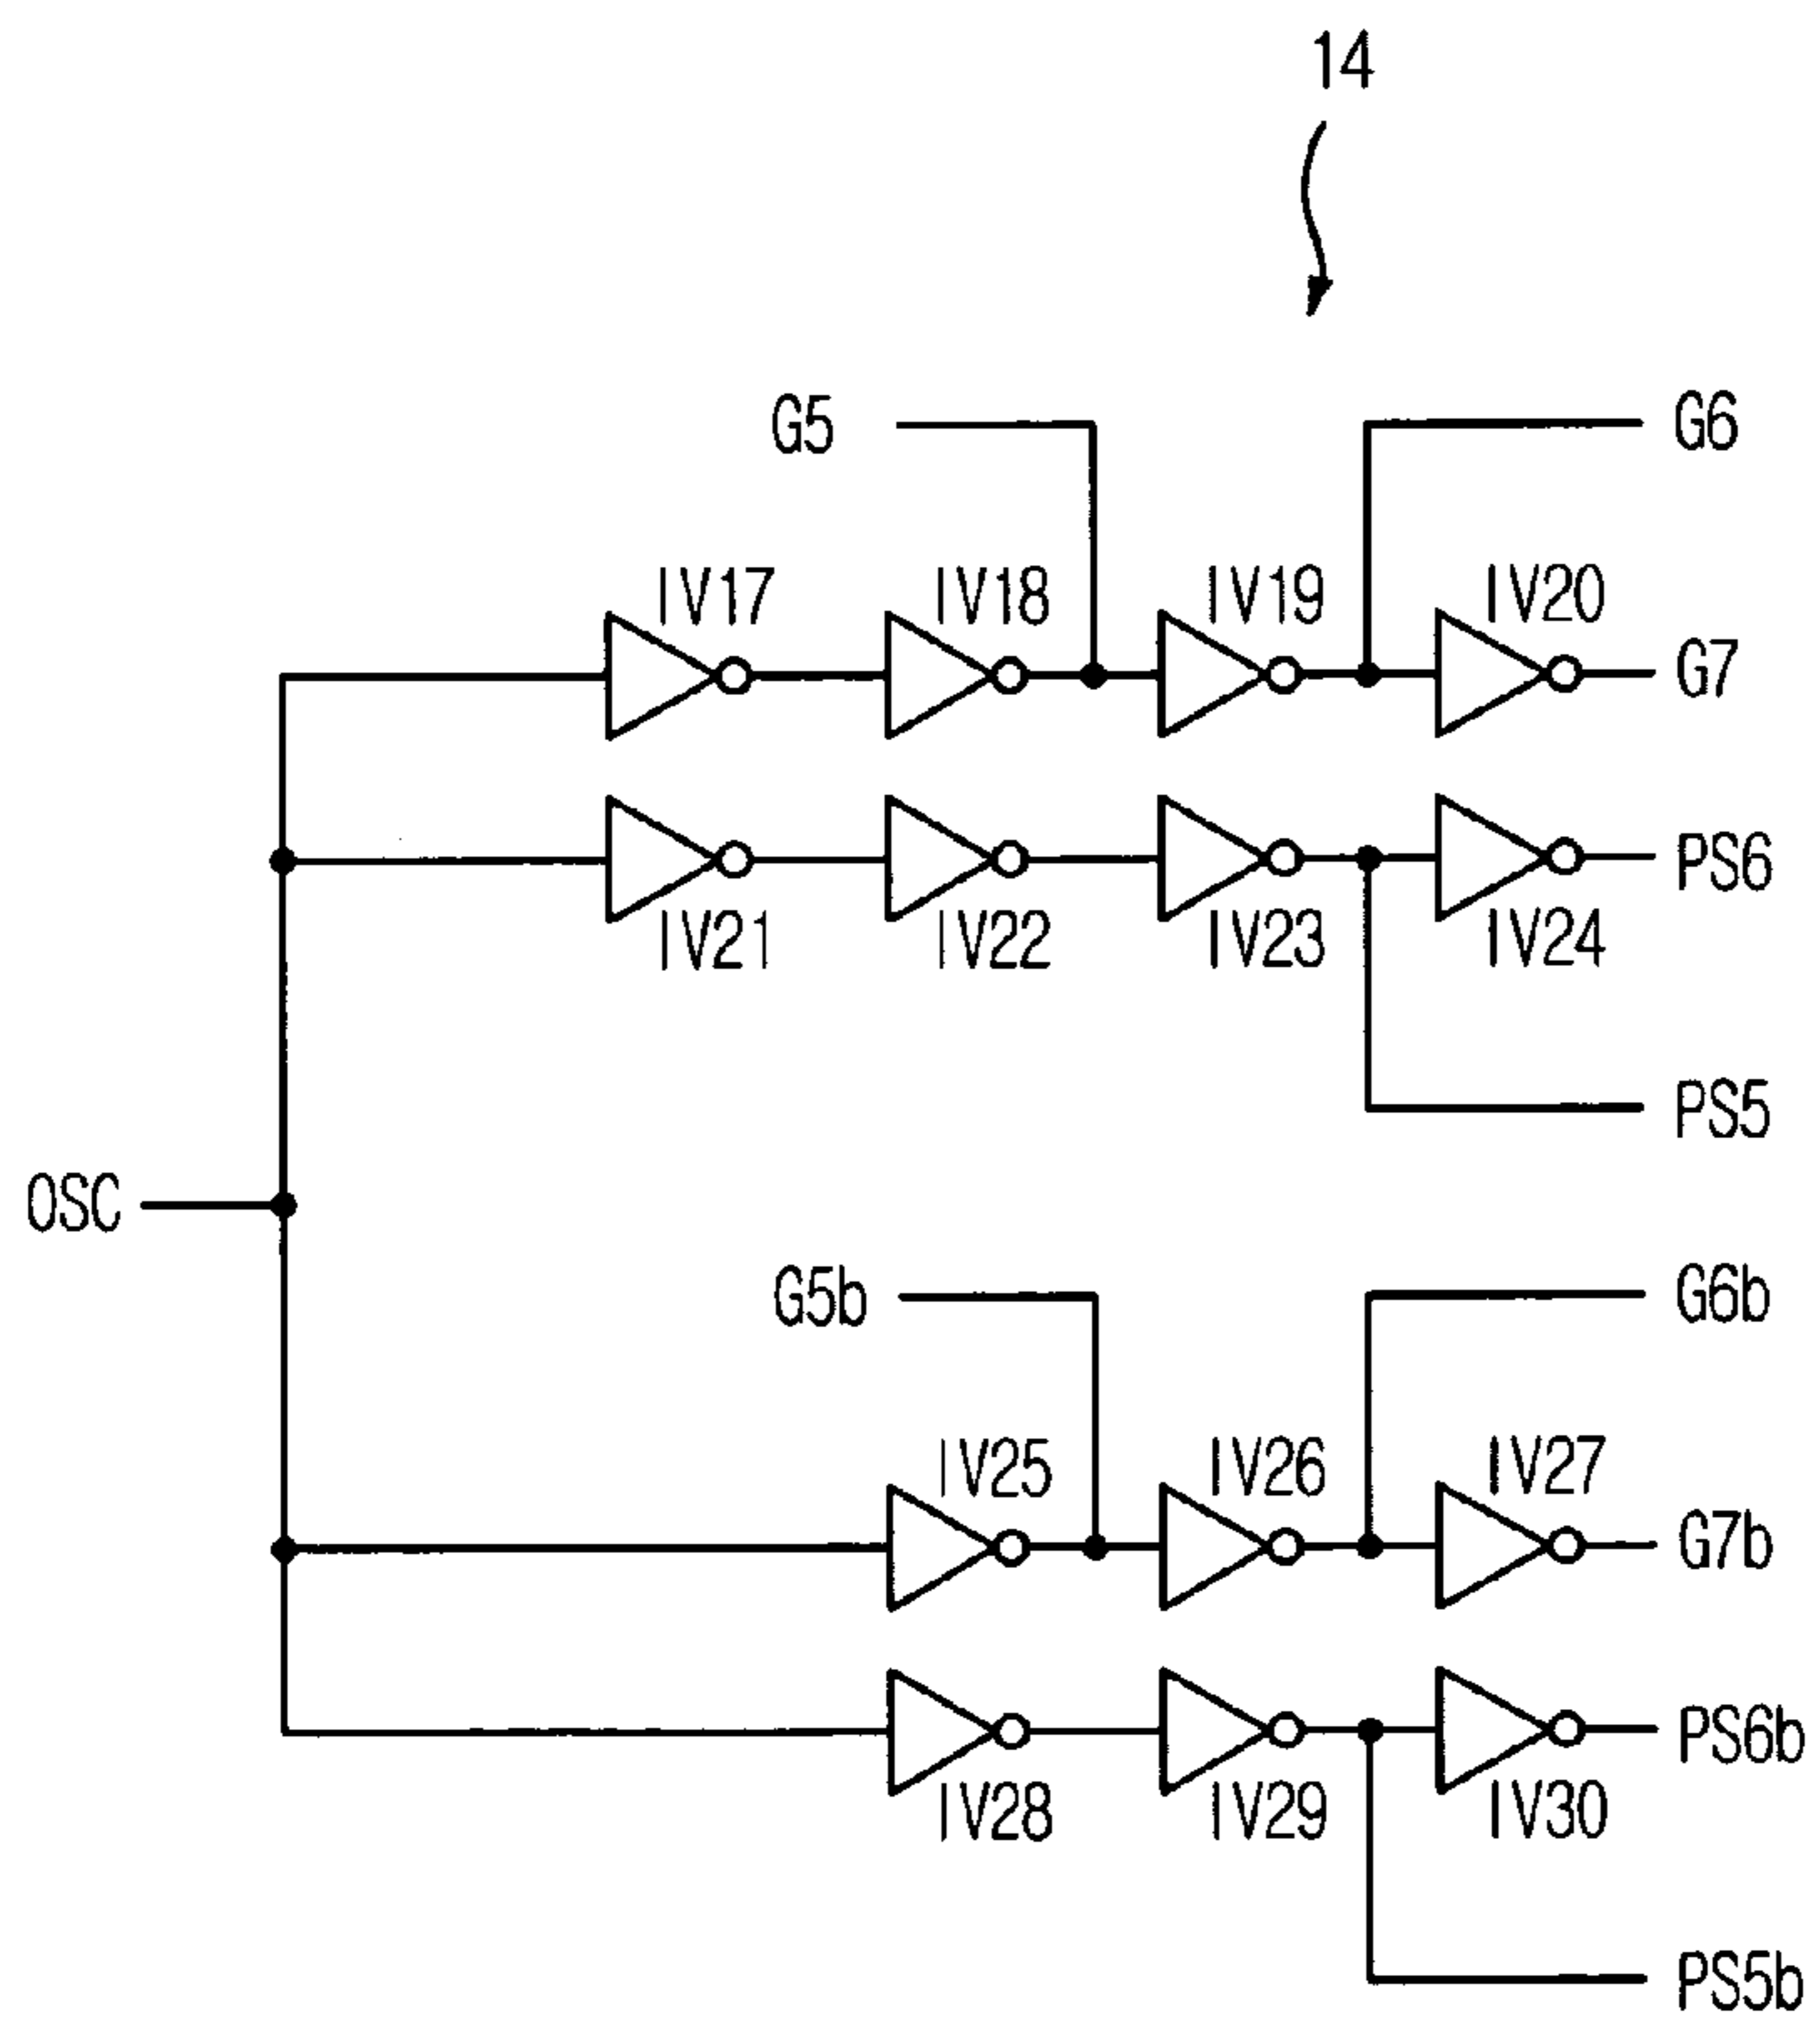 14
G5
G6
IV17
IV18
IV19
IV20
G7
PS6
IV21
IV22
IV23
IV24
PS5
OSC
G5b
G6b
IV25
IV26
IV27
G7b
PS6b
IV28
IV29
IV30
PS5b